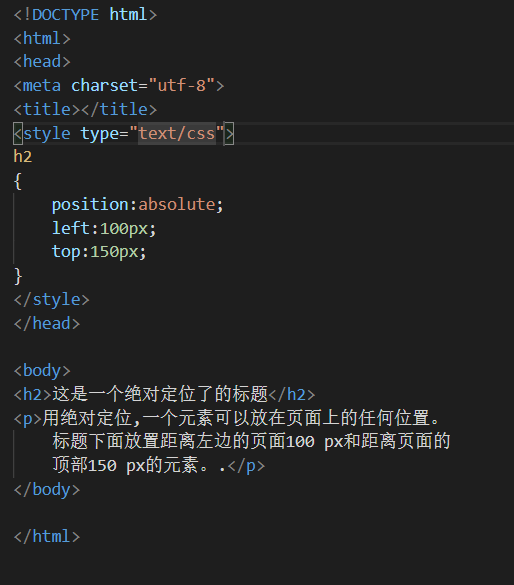 <!DOCTYPE html>
<html>
<head>
<meta charset="utf-8">
<title></title>
<style type="text/css">
h2
{
    position:absolute;
    left:100px;
    top:150px;
}
</style>
</head>

<body>
<h2>这是一个绝对定位了的标题</h2>
<p>用绝对定位,一个元素可以放在页面上的任何位置。
    标题下面放置距离左边的页面100 px和距离页面的
    顶部150 px的元素。.</p>
</body>

</html>